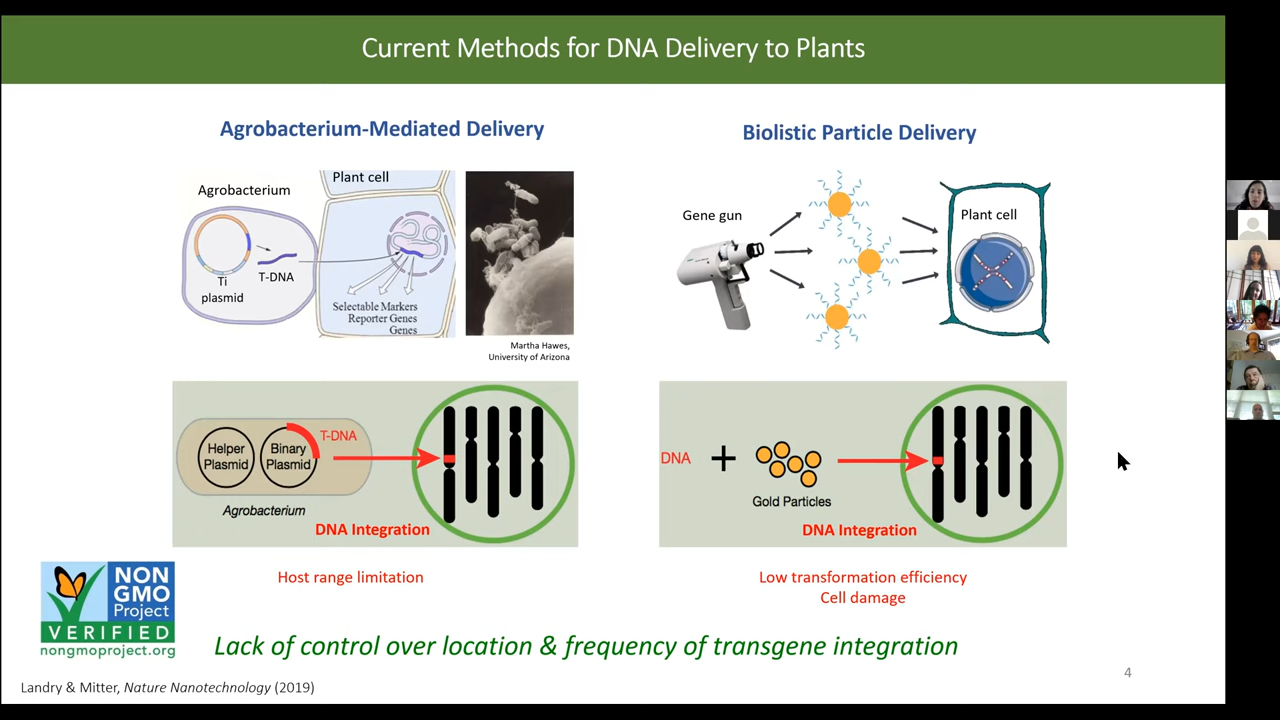 Current Methods for DNA Delivery to Plants
Agrobacterium-Mediated Delivery
Agrobacterium
Plant cell
Ti
plasmid
T-DNA
Selectable Markers
Reporter Genes
Genes
Martha Hawes,
University of Arizona
Helper
Plasmid
Binary
Plasmid
T-DNA
Agrobacterium
DNA Integration
Host range limitation
Biolistic Particle Delivery
Gene gun
Plant cell
DNA
+
Gold Particles
DNA Integration
Low transformation efficiency
Cell damage
NON
GMO
Project
VERIFIED
nongmoproject.org
Lack of control over location & frequency of transgene integration
4
Landry & Mitter, Nature Nanotechnology (2019)